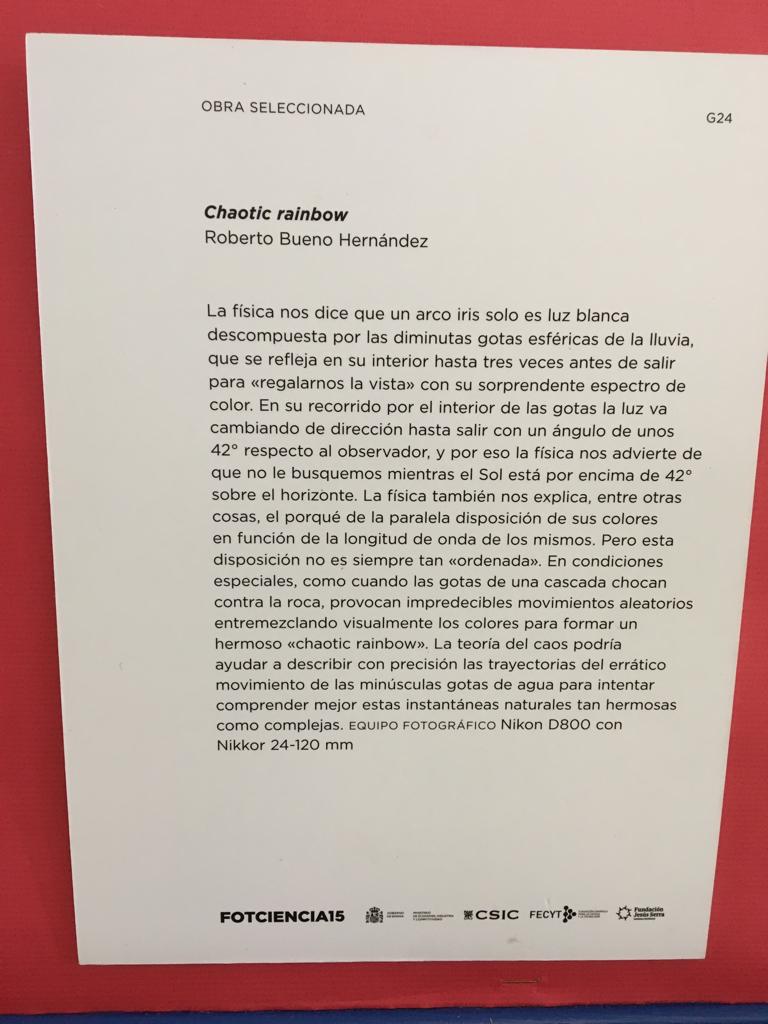 OBRA SELECCIONADA
G24
Chaotic rainbow
Roberto Bueno Hernández
La física nos dice que un arco iris solo es luz blanca
descompuesta por las diminutas gotas esféricas de la lluvia,
que se refleja en su interior hasta tres veces antes de salir
para «regalarnos la vista» con su sorprendente espectro de
color. En su recorrido por el interior de las gotas la luz va
cambiando de dirección hasta salir con un ángulo de unos
42° respecto al observador, y por eso la física nos advierte de
que no le busquemos mientras el Sol está por encima de 42°
sobre el horizonte. La física también nos explica, entre otras
cosas, el porqué de la paralela disposición de sus colores
en función de la longitud de onda de los mismos. Pero esta
disposición no es siempre tan «ordenada». En condiciones
especiales, como cuando las gotas de una cascada chocan
contra la roca, provocan impredecibles movimientos aleatorios
entremezclando visualmente los colores para formar un
hermoso «chaotic rainbow». La teoría del caos podría
ayudar a describir con precisión las trayectorias del errático
movimiento de las minúsculas gotas de agua para intentar
comprender mejor estas instantáneas naturales tan hermosas
como complejas. EQUIPO FOTOGRÁFICO Nikon D800 con
Nikkor 24-120 mm
FOTCIENCIA15 CSIC FECYT Fundación
Jesús Serra